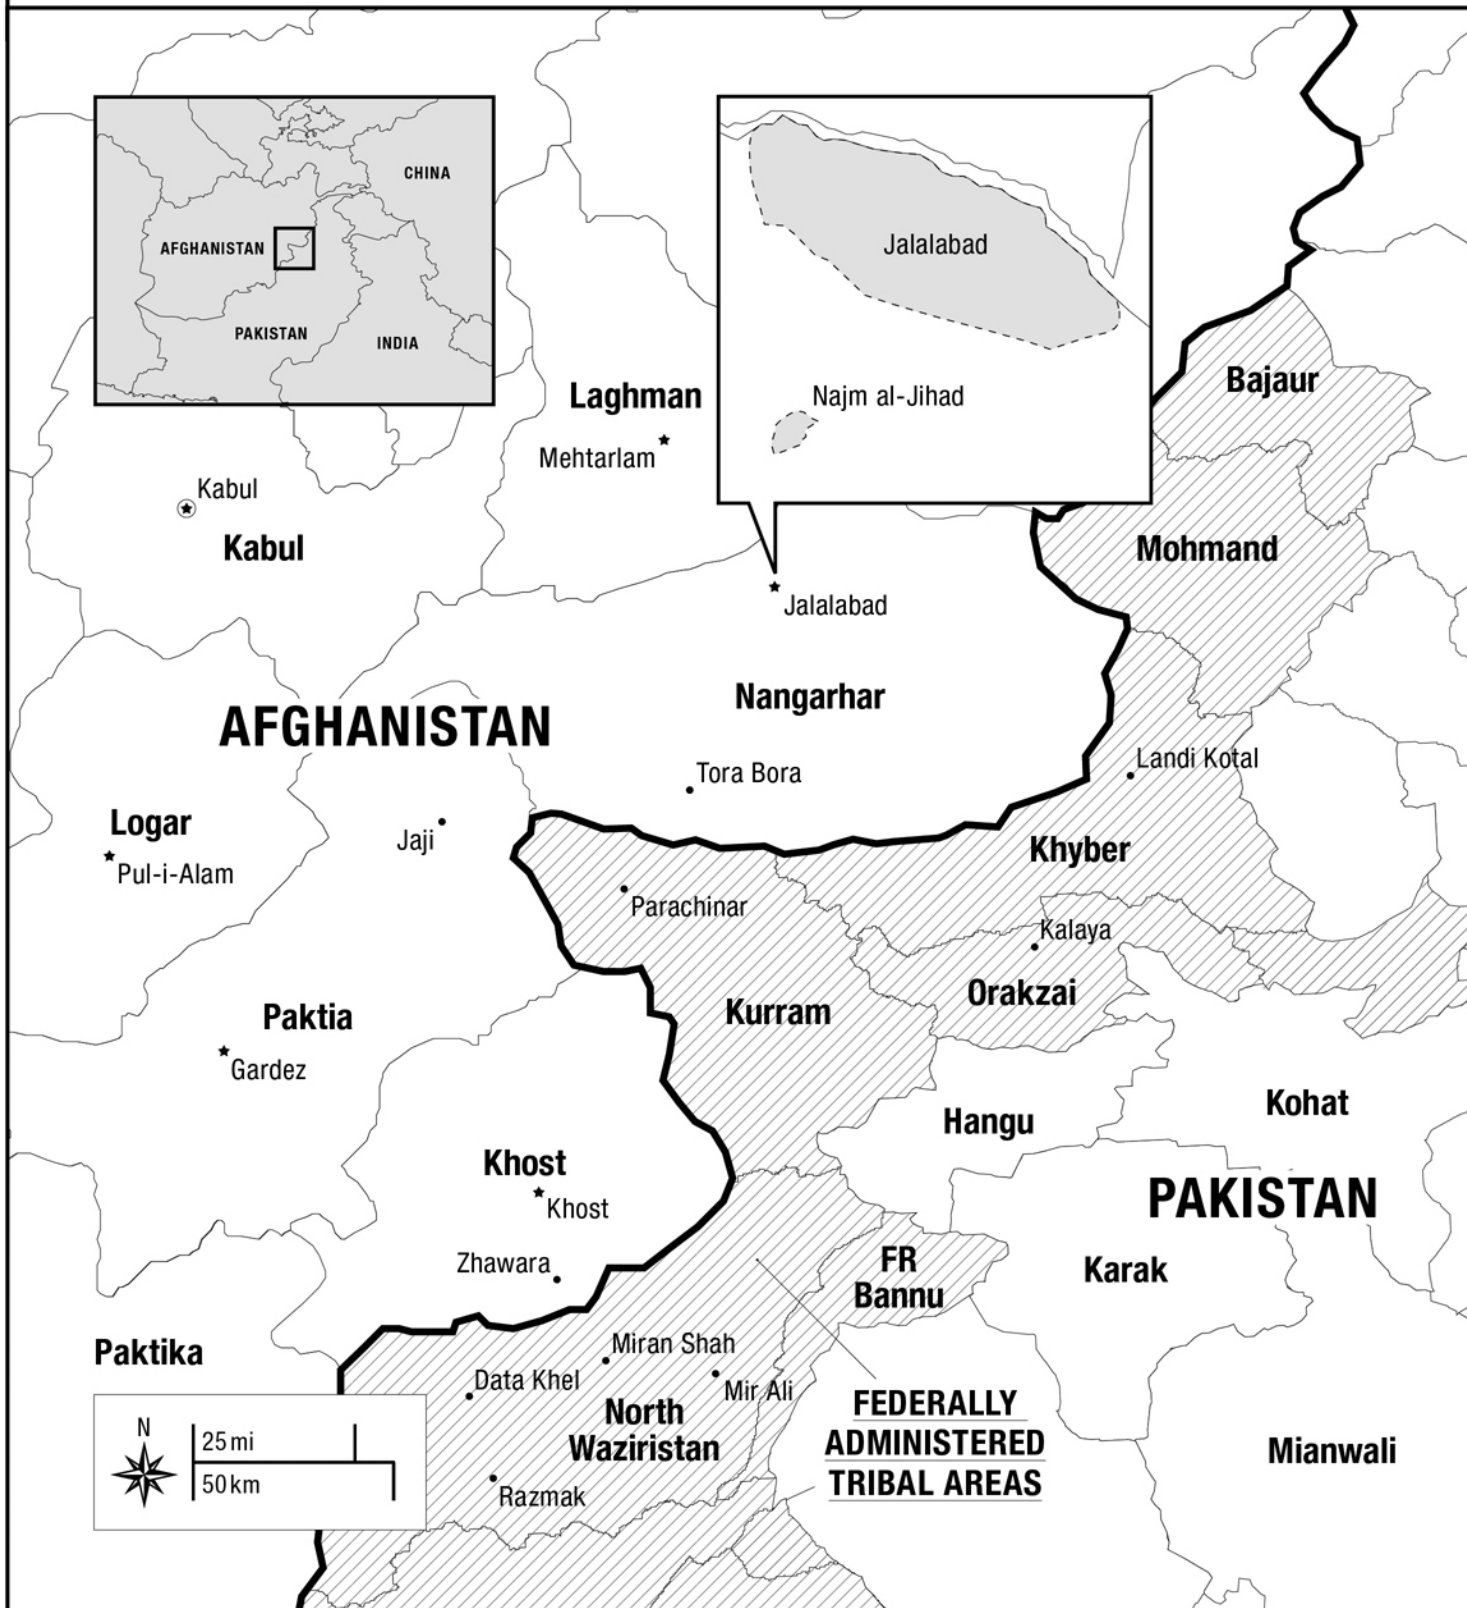 CHINA
AFGHANISTAN
PAKISTAN
INDIA
Jalalabad
Najm al-Jihad
Bajaur
Laghman
Mehtarlam
Kabul
Kabul
Mohmand
Jalalabad
Nangarhar
AFGHANISTAN
Landi Kotal
Tora Bora
Logar
Jaji
Khyber
Pul-i-Alam
Parachinar
Kalaya
Orakzai
Paktia
Kurram
Gardez
Hangu
Kohat
Khost
Khost
PAKISTAN
Zhawara
FR
Bannu
Karak
Paktika
Miran Shah
Data Khel
Mir Ali
North
Waziristan
FEDERALLY
ADMINISTERED
TRIBAL AREAS
Mianwali
N
25 mi
50 km
Razmak